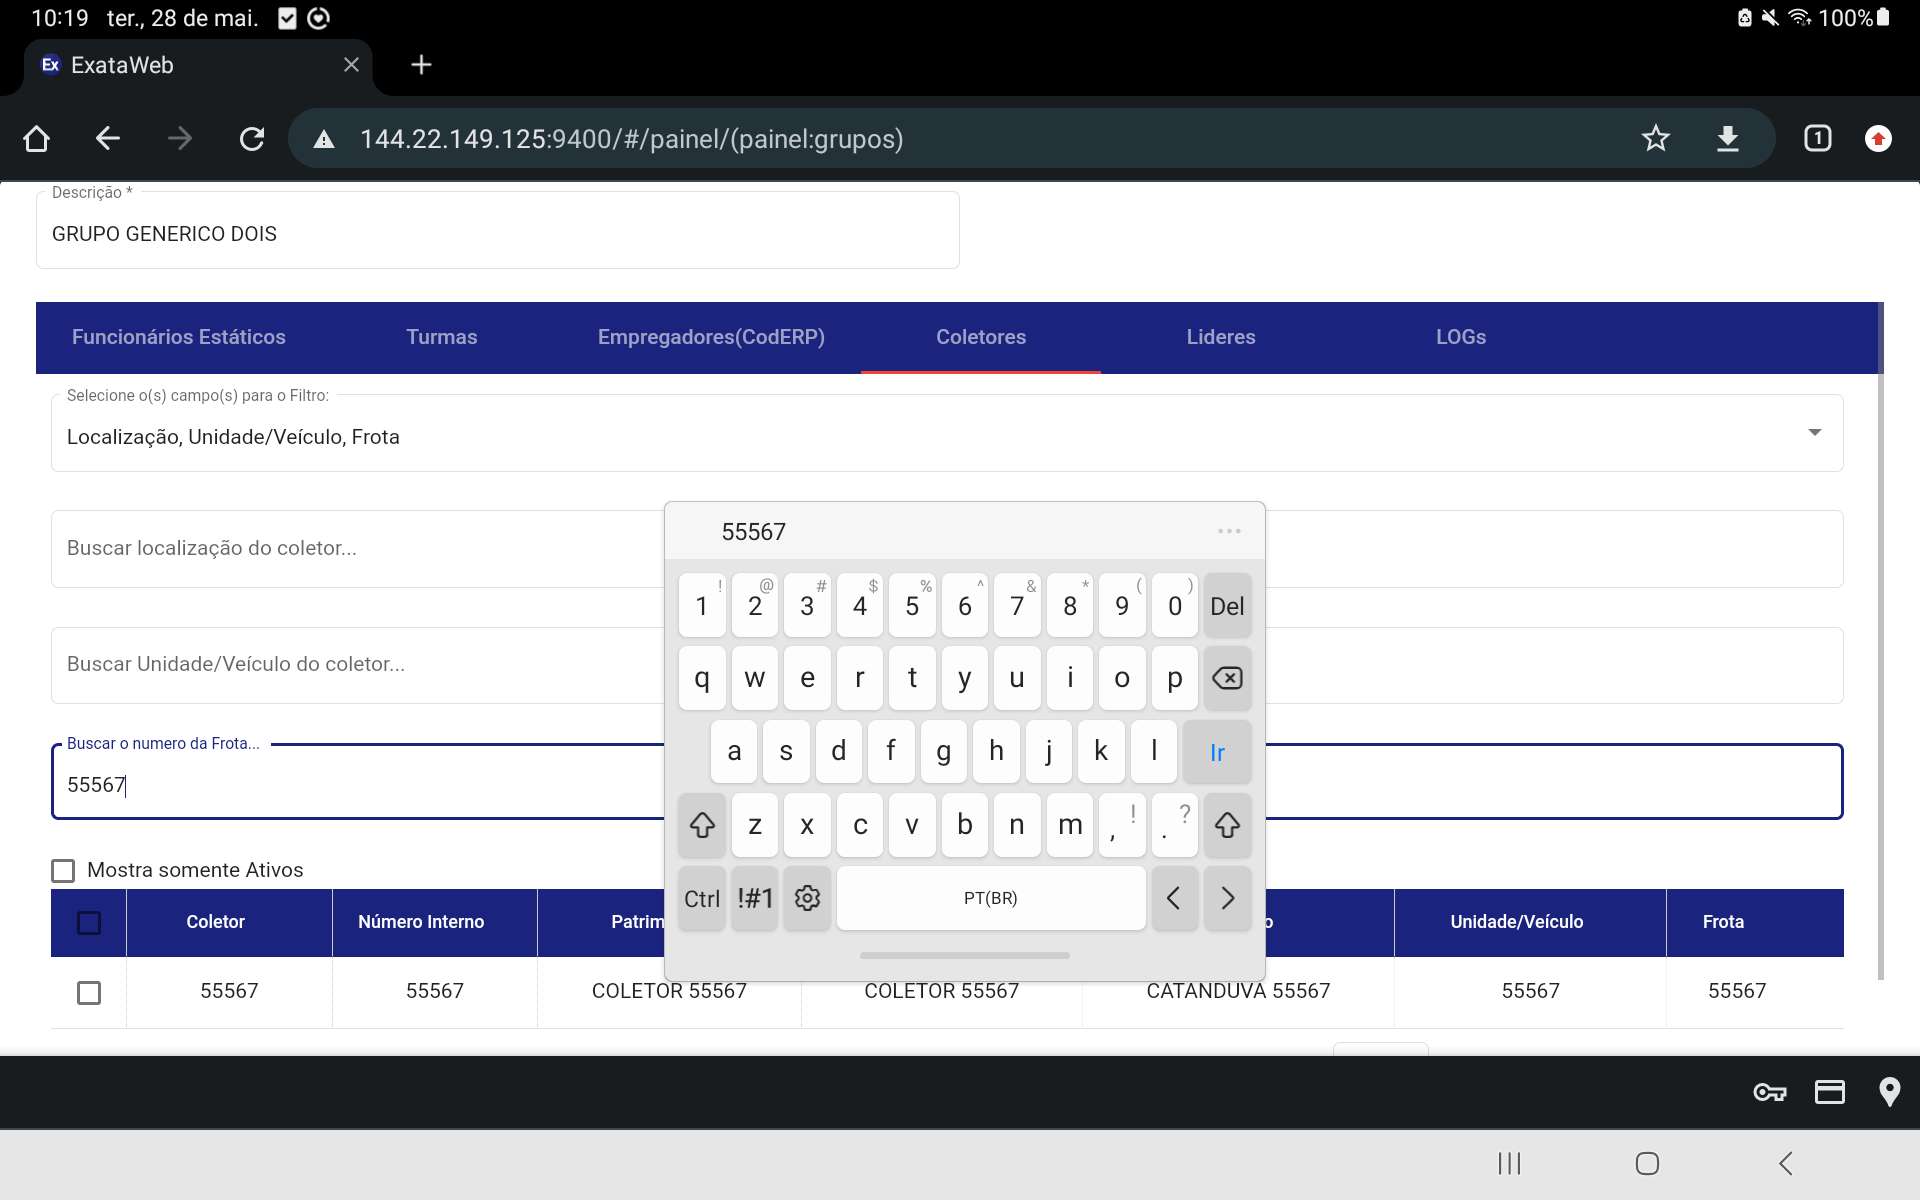 10:19 ter., 28 de mai. 100%
Ex ExataWeb
144.22.149.125:9400/#/painel/(painel:grupos) 1
Descrição *
GRUPO GENERICO DOIS
Funcionários Estáticos Turmas Empregadores(CodERP) Coletores Lideres LOGs
Selecione o(s) campo(s) para o Filtro:
Localização, Unidade/Veículo, Frota
Buscar localização do coletor...
Buscar Unidade/Veículo do coletor...
Buscar o numero da Frota...
55567
55567 ...
! @ # $ % ^ & * ( )
1 2 3 4 5 6 7 8 9 0 Del
q w e r t y u i o p
a s d f g h j k l Ir
z x c v b n m , ! . ?
Ctrl !#1 PT(BR) < >
Mostra somente Ativos
Coletor Número Interno Patrim o Unidade/Veículo Frota
55567 55567 COLETOR 55567 COLETOR 55567 CATANDUVA 55567 55567 55567